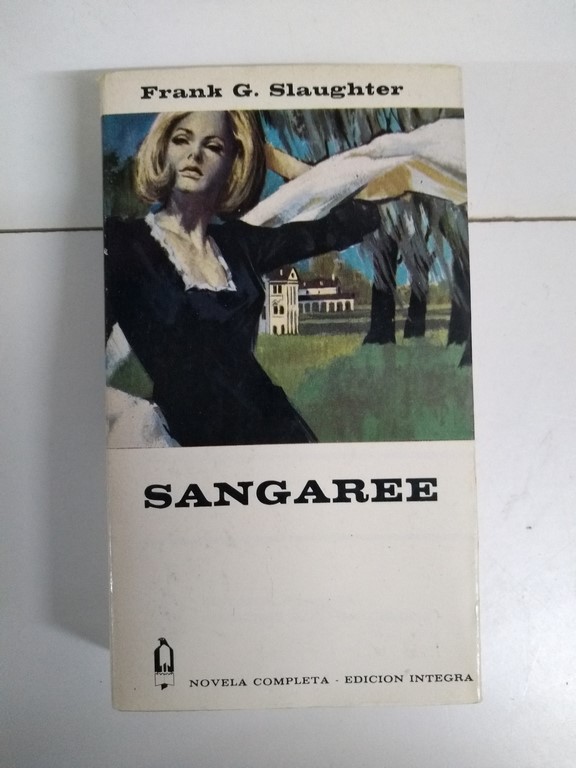 Frank G. Slaughter
SANGAREE
NOVELA COMPLETA - EDICION INTEGRA